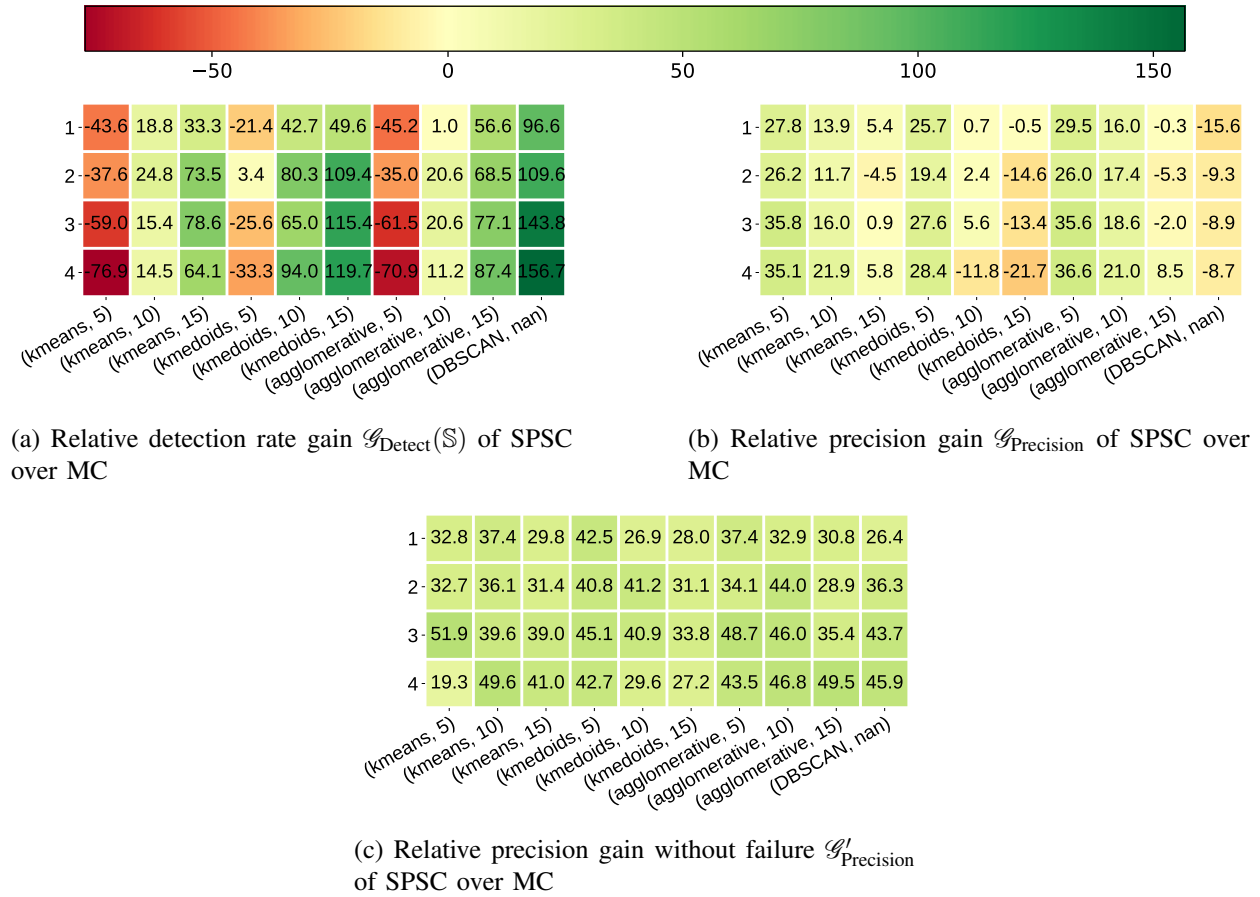 −50 0 50 100 150
1 -43.6 18.8 33.3 -21.4 42.7 49.6 -45.2 1.0 56.6 96.6
2 -37.6 24.8 73.5 3.4 80.3 109.4 -35.0 20.6 68.5 109.6
3 -59.0 15.4 78.6 -25.6 65.0 115.4 -61.5 20.6 77.1 143.8
4 -76.9 14.5 64.1 -33.3 94.0 119.7 -70.9 11.2 87.4 156.7
(kmeans, 5)
(kmeans, 10)
(kmeans, 15)
(kmedoids, 5)
(kmedoids, 10)
(kmedoids, 15)
(agglomerative, 5)
(agglomerative, 10)
(agglomerative, 15)
(DBSCAN, nan)
(a) Relative detection rate gain 𝒢Detect(𝕊) of SPSC
over MC
1 27.8 13.9 5.4 25.7 0.7 -0.5 29.5 16.0 -0.3 -15.6
2 26.2 11.7 -4.5 19.4 2.4 -14.6 26.0 17.4 -5.3 -9.3
3 35.8 16.0 0.9 27.6 5.6 -13.4 35.6 18.6 -2.0 -8.9
4 35.1 21.9 5.8 28.4 -11.8 -21.7 36.6 21.0 8.5 -8.7
(kmeans, 5)
(kmeans, 10)
(kmeans, 15)
(kmedoids, 5)
(kmedoids, 10)
(kmedoids, 15)
(agglomerative, 5)
(agglomerative, 10)
(agglomerative, 15)
(DBSCAN, nan)
(b) Relative precision gain 𝒢Precision of SPSC over
MC
1 32.8 37.4 29.8 42.5 26.9 28.0 37.4 32.9 30.8 26.4
2 32.7 36.1 31.4 40.8 41.2 31.1 34.1 44.0 28.9 36.3
3 51.9 39.6 39.0 45.1 40.9 33.8 48.7 46.0 35.4 43.7
4 19.3 49.6 41.0 42.7 29.6 27.2 43.5 46.8 49.5 45.9
(kmeans, 5)
(kmeans, 10)
(kmeans, 15)
(kmedoids, 5)
(kmedoids, 10)
(kmedoids, 15)
(agglomerative, 5)
(agglomerative, 10)
(agglomerative, 15)
(DBSCAN, nan)
(c) Relative precision gain without failure 𝒢′Precision
of SPSC over MC